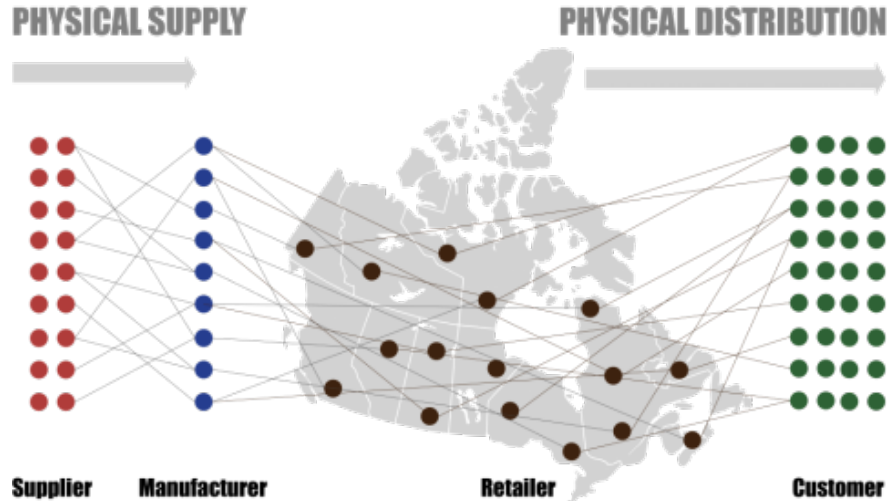 PHYSICAL SUPPLY
PHYSICAL DISTRIBUTION
Supplier
Manufacturer
Retailer
Customer